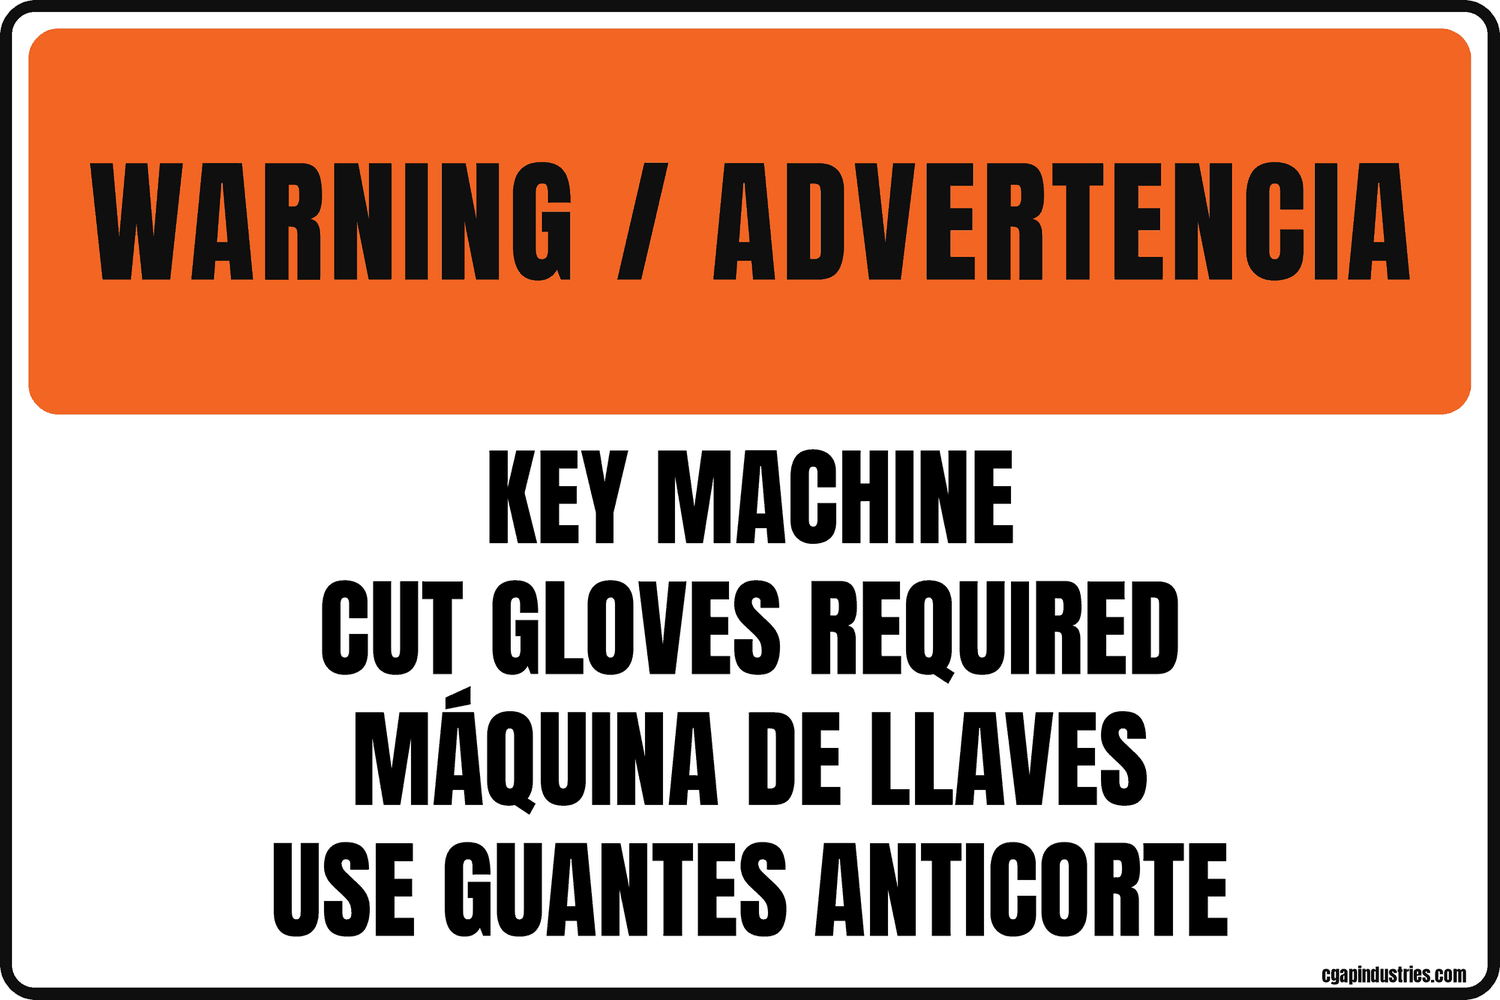 WARNING / ADVERTENCIA
KEY MACHINE
CUT GLOVES REQUIRED
MÁQUINA DE LLAVES
USE GUANTES ANTICORTE
cgapindustries.com